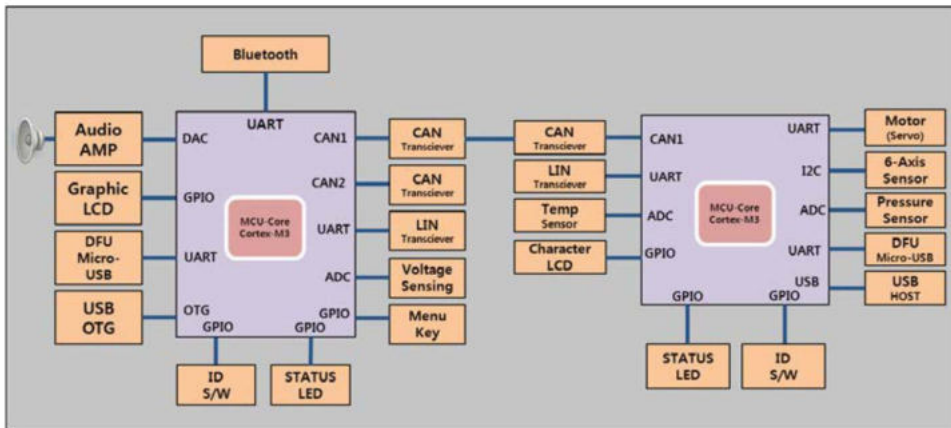 Bluetooth
UART
Audio
AMP
DAC
Graphic
LCD
GPIO
DFU
Micro-
USB
UART
USB
OTG
OTG
GPIO
ID
S/W
GPIO
STATUS
LED
MCU-Core
Cortex-M3
CAN1
CAN
Transciever
CAN2
CAN
Transciever
UART
LIN
Transciever
ADC
Voltage
Sensing
GPIO
Menu
Key
CAN
Transciever
CAN1
LIN
Transciever
UART
Temp
Sensor
ADC
Character
LCD
GPIO
MCU-Core
Cortex-M3
UART
Motor
(Servo)
I2C
6-Axis
Sensor
ADC
Pressure
Sensor
UART
DFU
Micro-USB
USB
USB
HOST
GPIO
STATUS
LED
GPIO
ID
S/W